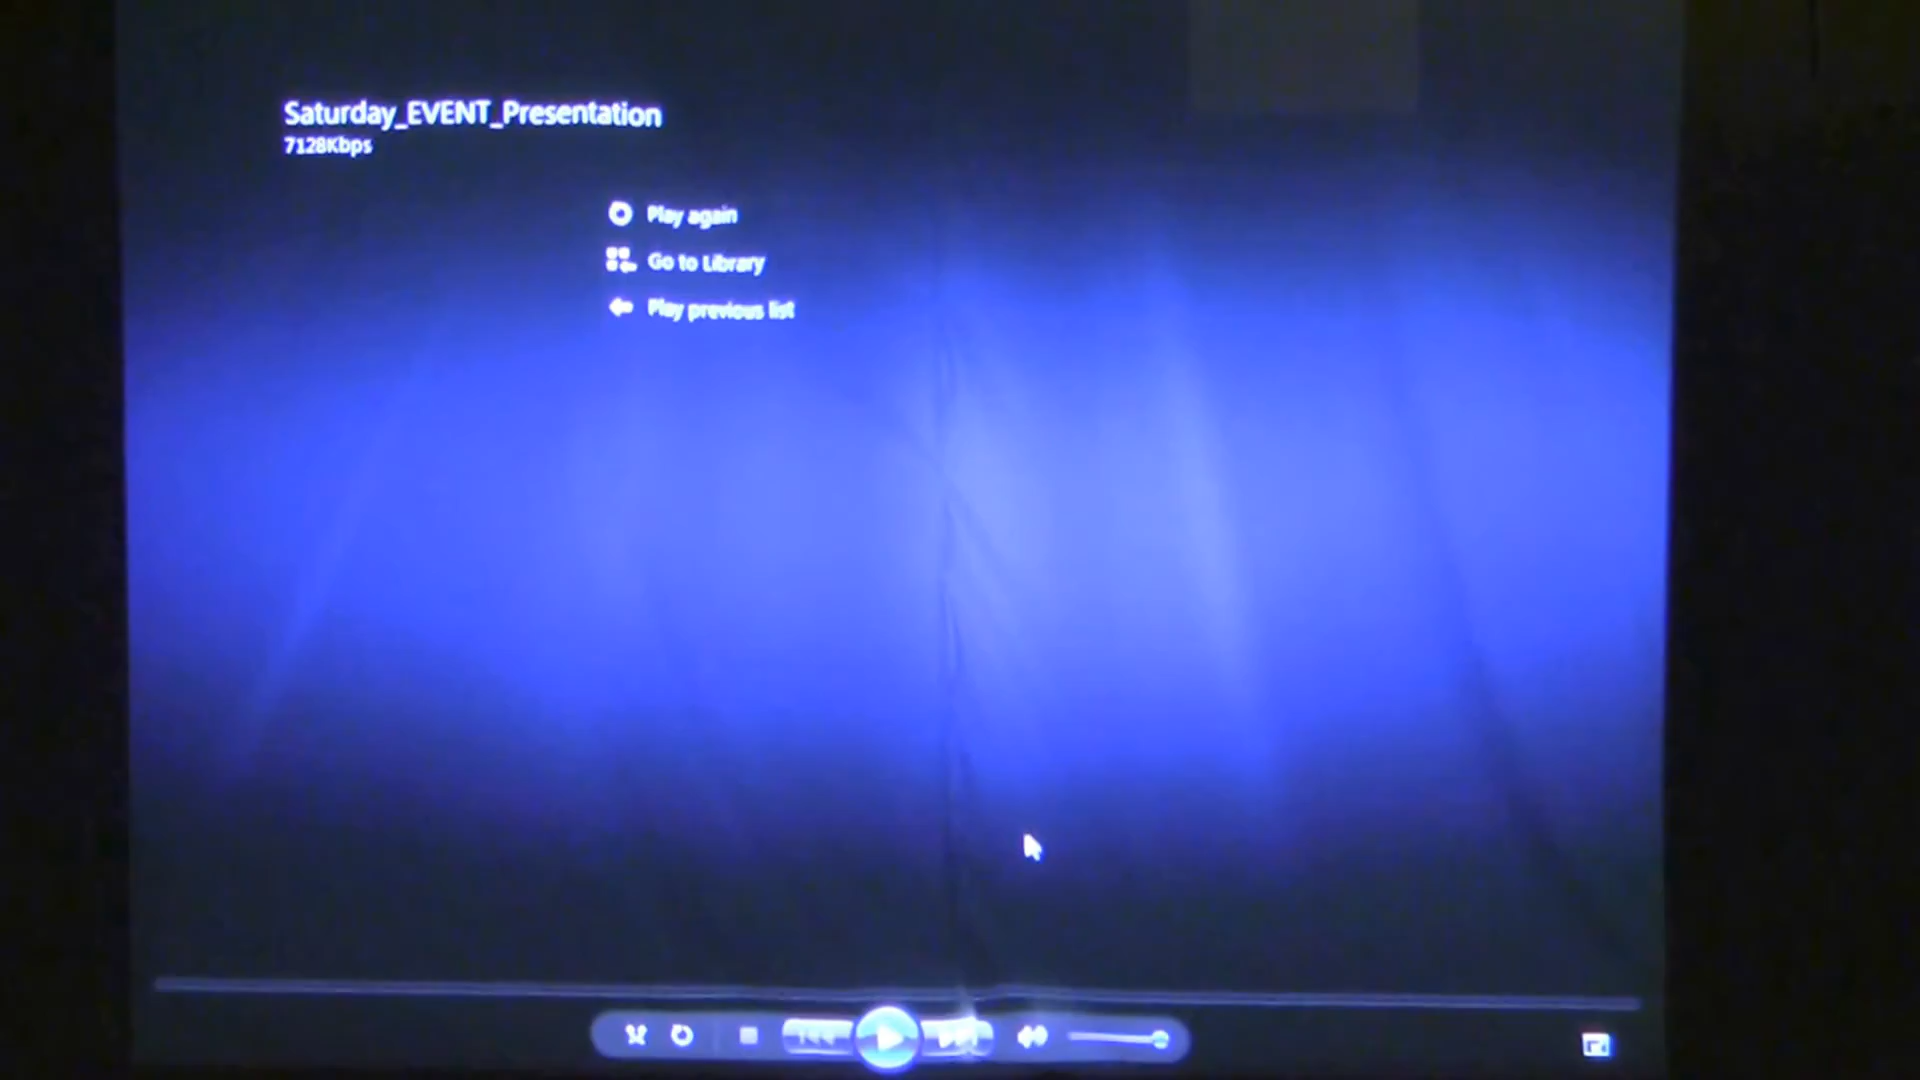 Saturday_EVENT_Presentation
7128Kbps
Play again
Go to Library
Play previous list